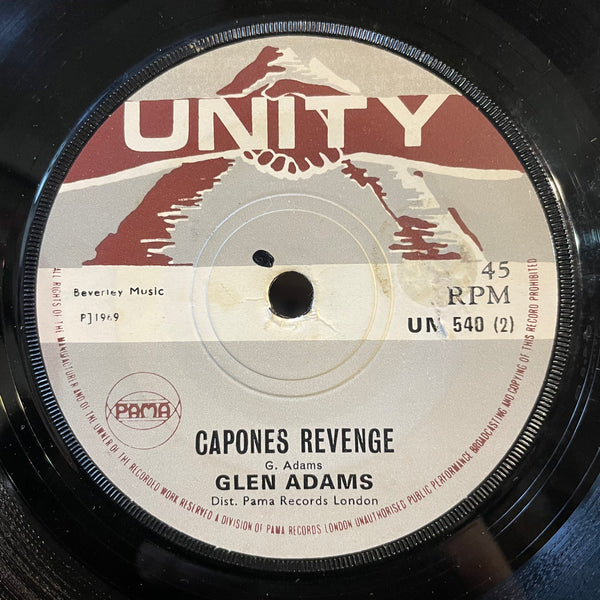 UNITY
45
RPM
UN 540 (2)
Beverley Music
P]1969
PAMA
CAPONES REVENGE
G. Adams
GLEN ADAMS
Dist. Pama Records London
ALL RIGHTS OF THE MANUFACTURER AND OF THE OWNER OF THE RECORDED WORK RESERVED A DIVISION OF PAMA RECORDS LONDON UNAUTHORISED PUBLIC PERFORMANCE BROADCASTING AND COPYING OF THIS RECORD PROHIBITED